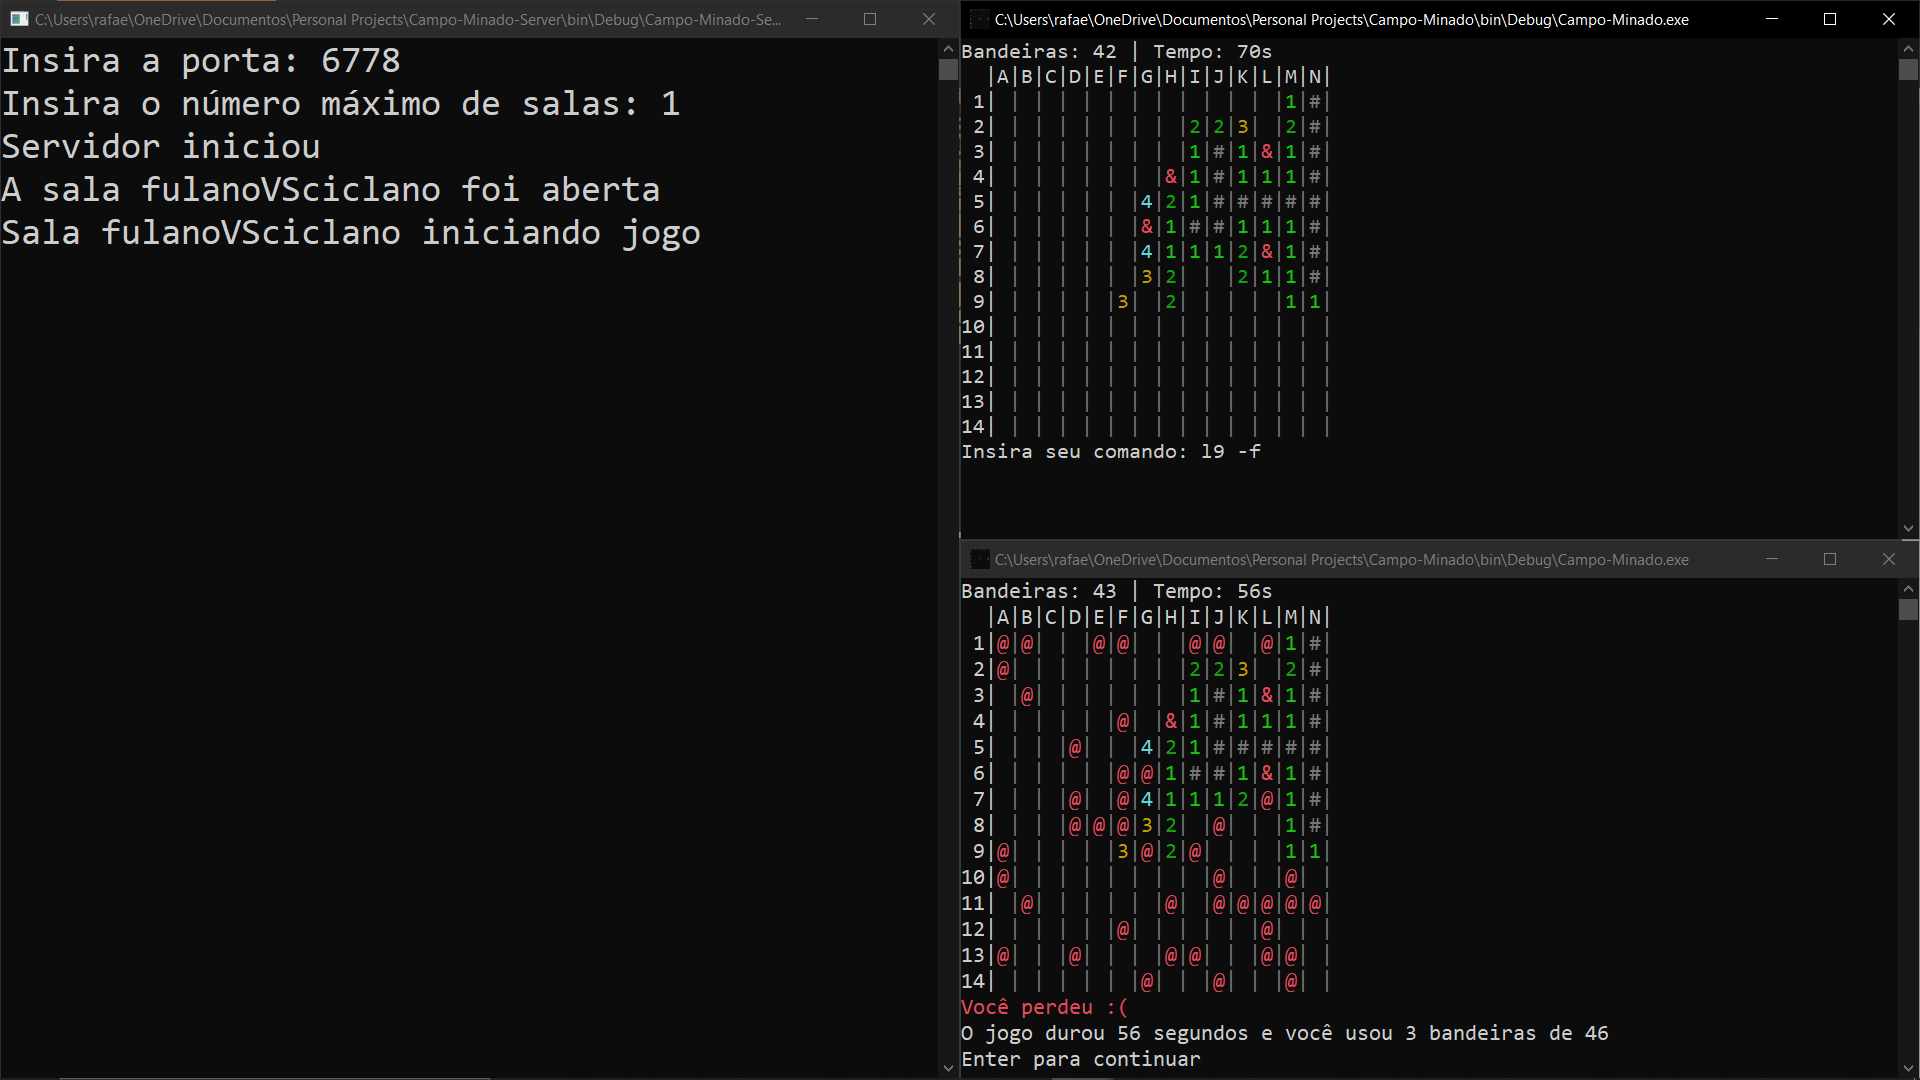 C:\Users\rafae\OneDrive\Documentos\Personal Projects\Campo-Minado-Server\bin\Debug\Campo-Minado-Se...
Insira a porta: 6778
Insira o número máximo de salas: 1
Servidor iniciou
A sala fulanoVSciclano foi aberta
Sala fulanoVSciclano iniciando jogo
C:\Users\rafae\OneDrive\Documentos\Personal Projects\Campo-Minado\bin\Debug\Campo-Minado.exe
Bandeiras: 42 | Tempo: 70s
  |A|B|C|D|E|F|G|H|I|J|K|L|M|N|
 1| | | | | | | | | | | | |1|#|
 2| | | | | | | | |2|2|3| |2|#|
 3| | | | | | | | |1|#|1|&|1|#|
 4| | | | | | | |&|1|#|1|1|1|#|
 5| | | | | | |4|2|1|#|#|#|#|#|
 6| | | | | | |&|1|#|#|1|1|1|#|
 7| | | | | | |4|1|1|1|2|&|1|#|
 8| | | | | | |3|2| | |2|1|1|#|
 9| | | | | |3| |2| | | | |1|1|
10| | | | | | | | | | | | | | |
11| | | | | | | | | | | | | | |
12| | | | | | | | | | | | | | |
13| | | | | | | | | | | | | | |
14| | | | | | | | | | | | | | |
Insira seu comando: l9 -f
C:\Users\rafae\OneDrive\Documentos\Personal Projects\Campo-Minado\bin\Debug\Campo-Minado.exe
Bandeiras: 43 | Tempo: 56s
  |A|B|C|D|E|F|G|H|I|J|K|L|M|N|
 1|@|@| | |@|@| | |@|@| |@|1|#|
 2|@| | | | | | | |2|2|3| |2|#|
 3| |@| | | | | | |1|#|1|&|1|#|
 4| | | | | |@| |&|1|#|1|1|1|#|
 5| | | |@| | |4|2|1|#|#|#|#|#|
 6| | | | | |@|@|1|#|#|1|&|1|#|
 7| | | |@| |@|4|1|1|1|2|@|1|#|
 8| | | |@|@|@|3|2| |@| | |1|#|
 9|@| | | | |3|@|2|@| | | |1|1|
10|@| | | | | | | | |@| | |@| |
11| |@| | | | | |@| |@|@|@|@|@|
12| | | | | |@| | | | | |@| | |
13|@| | |@| | | |@|@| | |@|@| |
14| | | | | | |@| | |@| | |@| |
Você perdeu :(
O jogo durou 56 segundos e você usou 3 bandeiras de 46
Enter para continuar